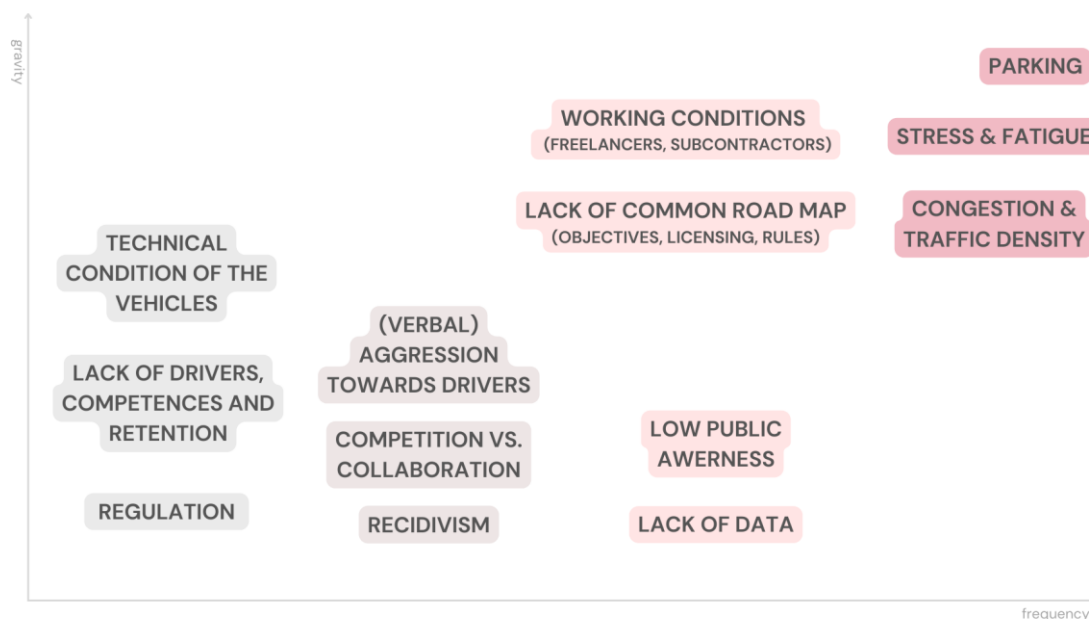 gravity
PARKING
WORKING CONDITIONS
(FREELANCERS, SUBCONTRACTORS)
STRESS & FATIGUE
LACK OF COMMON ROAD MAP
(OBJECTIVES, LICENSING, RULES)
CONGESTION &
TRAFFIC DENSITY
TECHNICAL
CONDITION OF THE
VEHICLES
(VERBAL)
AGGRESSION
TOWARDS DRIVERS
LACK OF DRIVERS,
COMPETENCES AND
RETENTION
COMPETITION VS.
COLLABORATION
LOW PUBLIC
AWERNESS
REGULATION
RECIDIVISM
LACK OF DATA
frequency